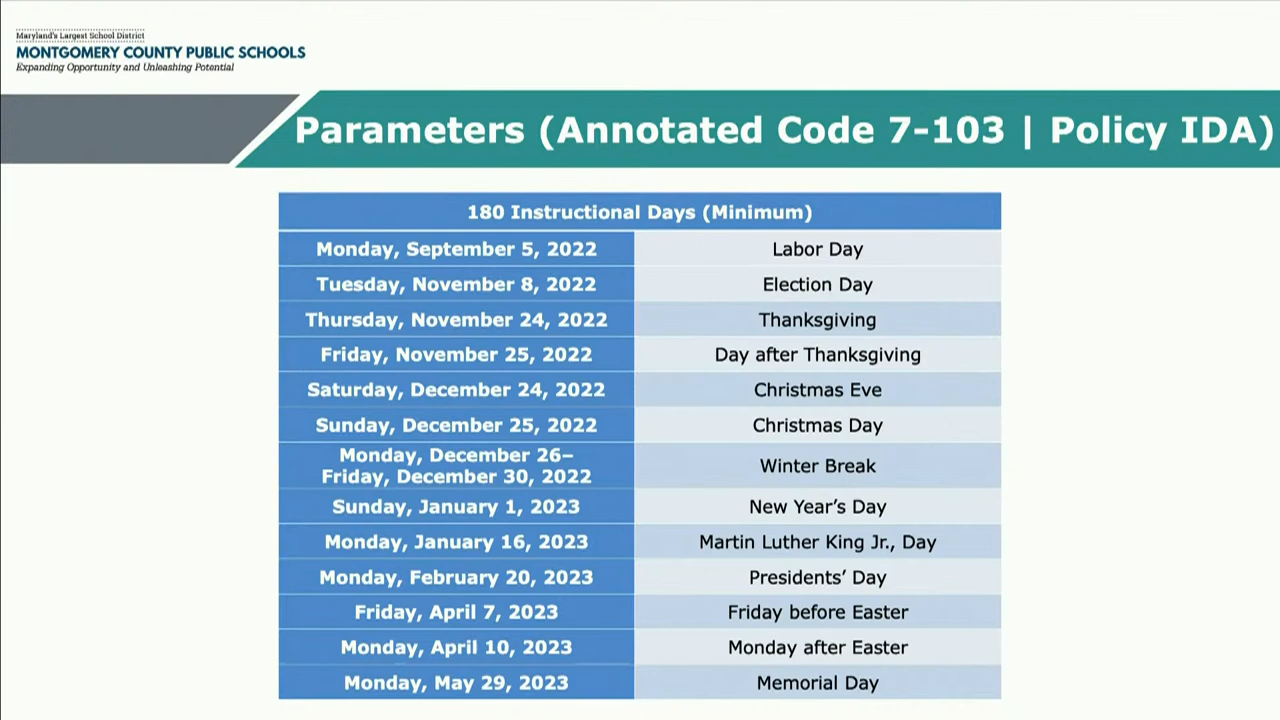 Maryland's Largest School District
MONTGOMERY COUNTY PUBLIC SCHOOLS
Expanding Opportunity and Unleashing Potential
Parameters (Annotated Code 7-103 | Policy IDA)
180 Instructional Days (Minimum)
Monday, September 5, 2022 Labor Day
Tuesday, November 8, 2022 Election Day
Thursday, November 24, 2022 Thanksgiving
Friday, November 25, 2022 Day after Thanksgiving
Saturday, December 24, 2022 Christmas Eve
Sunday, December 25, 2022 Christmas Day
Monday, December 26–
Friday, December 30, 2022 Winter Break
Sunday, January 1, 2023 New Year’s Day
Monday, January 16, 2023 Martin Luther King Jr., Day
Monday, February 20, 2023 Presidents’ Day
Friday, April 7, 2023 Friday before Easter
Monday, April 10, 2023 Monday after Easter
Monday, May 29, 2023 Memorial Day